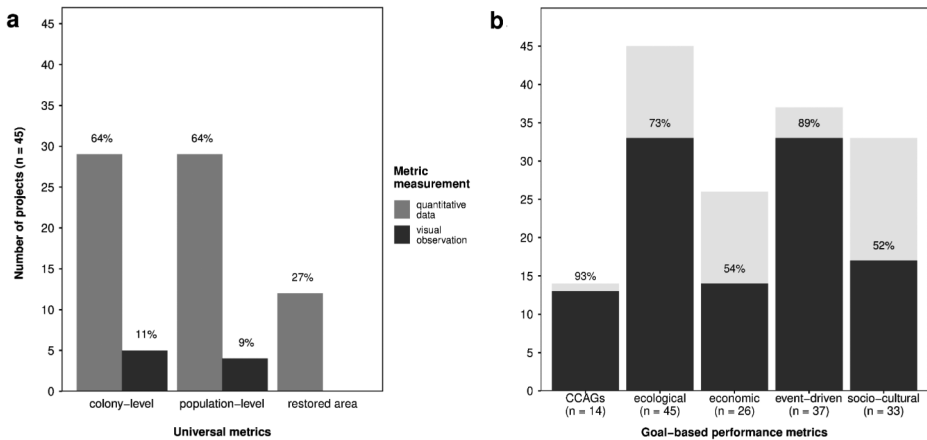 a
Number of projects (n = 45)
45
40
35
30
25
20
15
10
5
0
64%
64%
27%
11%
9%
colony−level
population−level
restored area
Universal metrics
Metric
measurement
quantitative
data
visual
observation
b
45
40
35
30
25
20
15
10
5
0
93%
73%
54%
89%
52%
CCAGs
(n = 14)
ecological
(n = 45)
economic
(n = 26)
event−driven
(n = 37)
socio−cultural
(n = 33)
Goal−based performance metrics